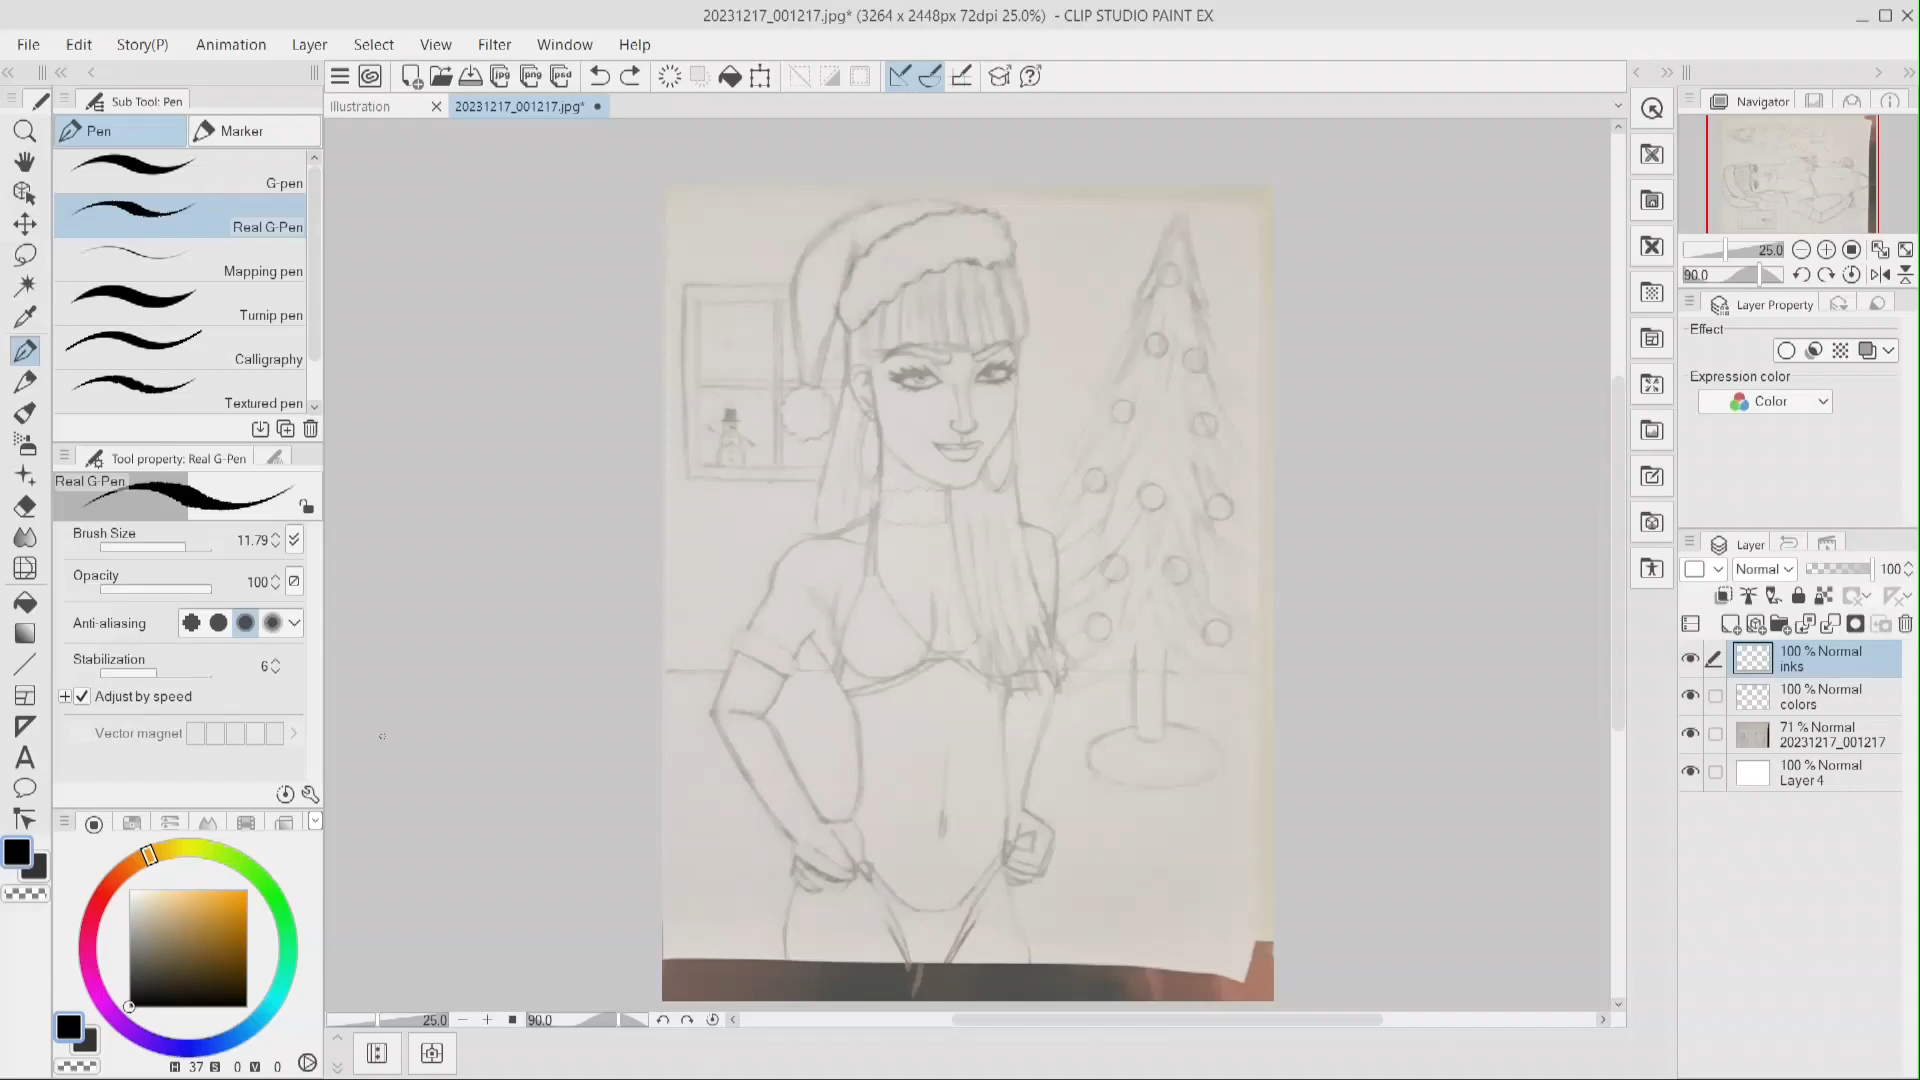 20231217_001217.jpg* (3264 x 2448px 72dpi 25.0%) - CLIP STUDIO PAINT EX
File Edit Story(P) Animation Layer Select View Filter Window Help
Sub Tool: Pen
Illustration
20231217_001217.jpg*
Navigator
Pen Marker
G-pen
Real G-Pen
Mapping pen
Turnip pen
Calligraphy
Textured pen
25.0
90.0
Layer Property
Effect
Expression color
Color
Tool property: Real G-Pen
Real G-Pen
Brush Size 11.79
Opacity 100
Anti-aliasing
Stabilization 6
Adjust by speed
Vector magnet
Layer
Normal 100
100 % Normal
inks
100 % Normal
colors
71 % Normal
20231217_001217
100 % Normal
Layer 4
25.0 90.0
H 37 S 0 V 0
jpg png psd